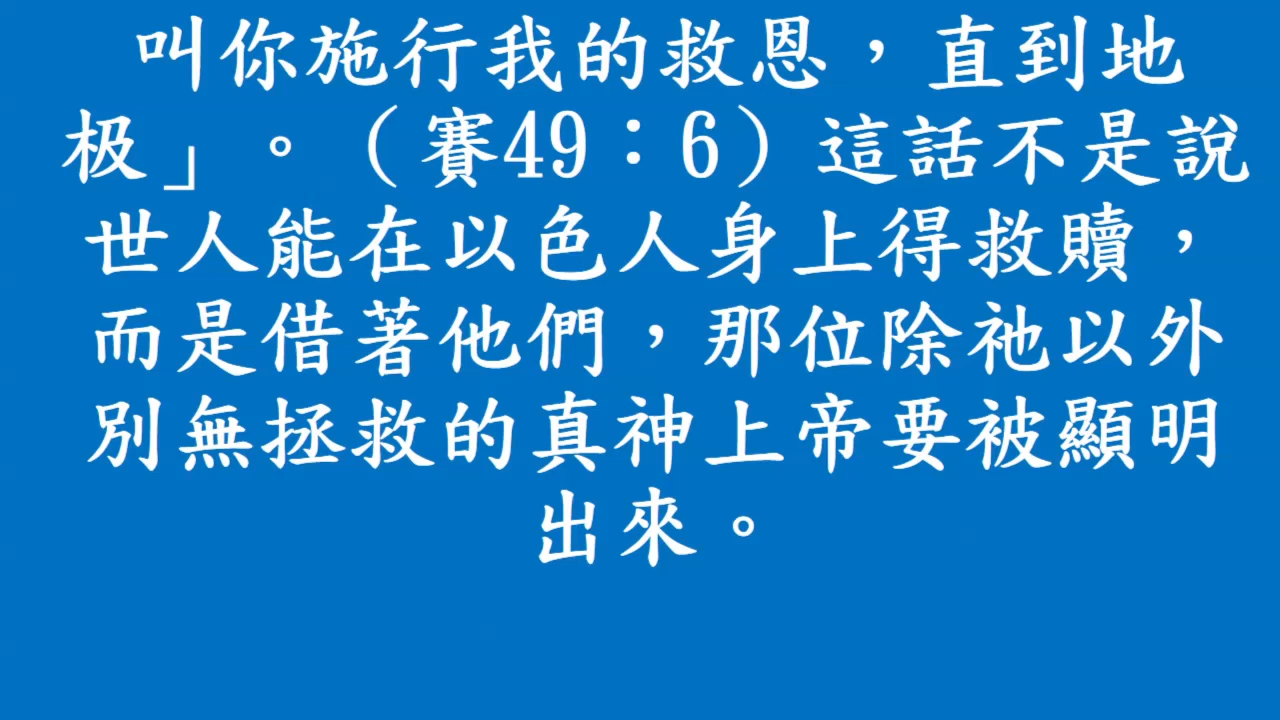 叫你施行我的救恩，直到地
极」。（賽49：6）這話不是說
世人能在以色人身上得救贖，
而是借著他們，那位除祂以外
別無拯救的真神上帝要被顯明
出來。